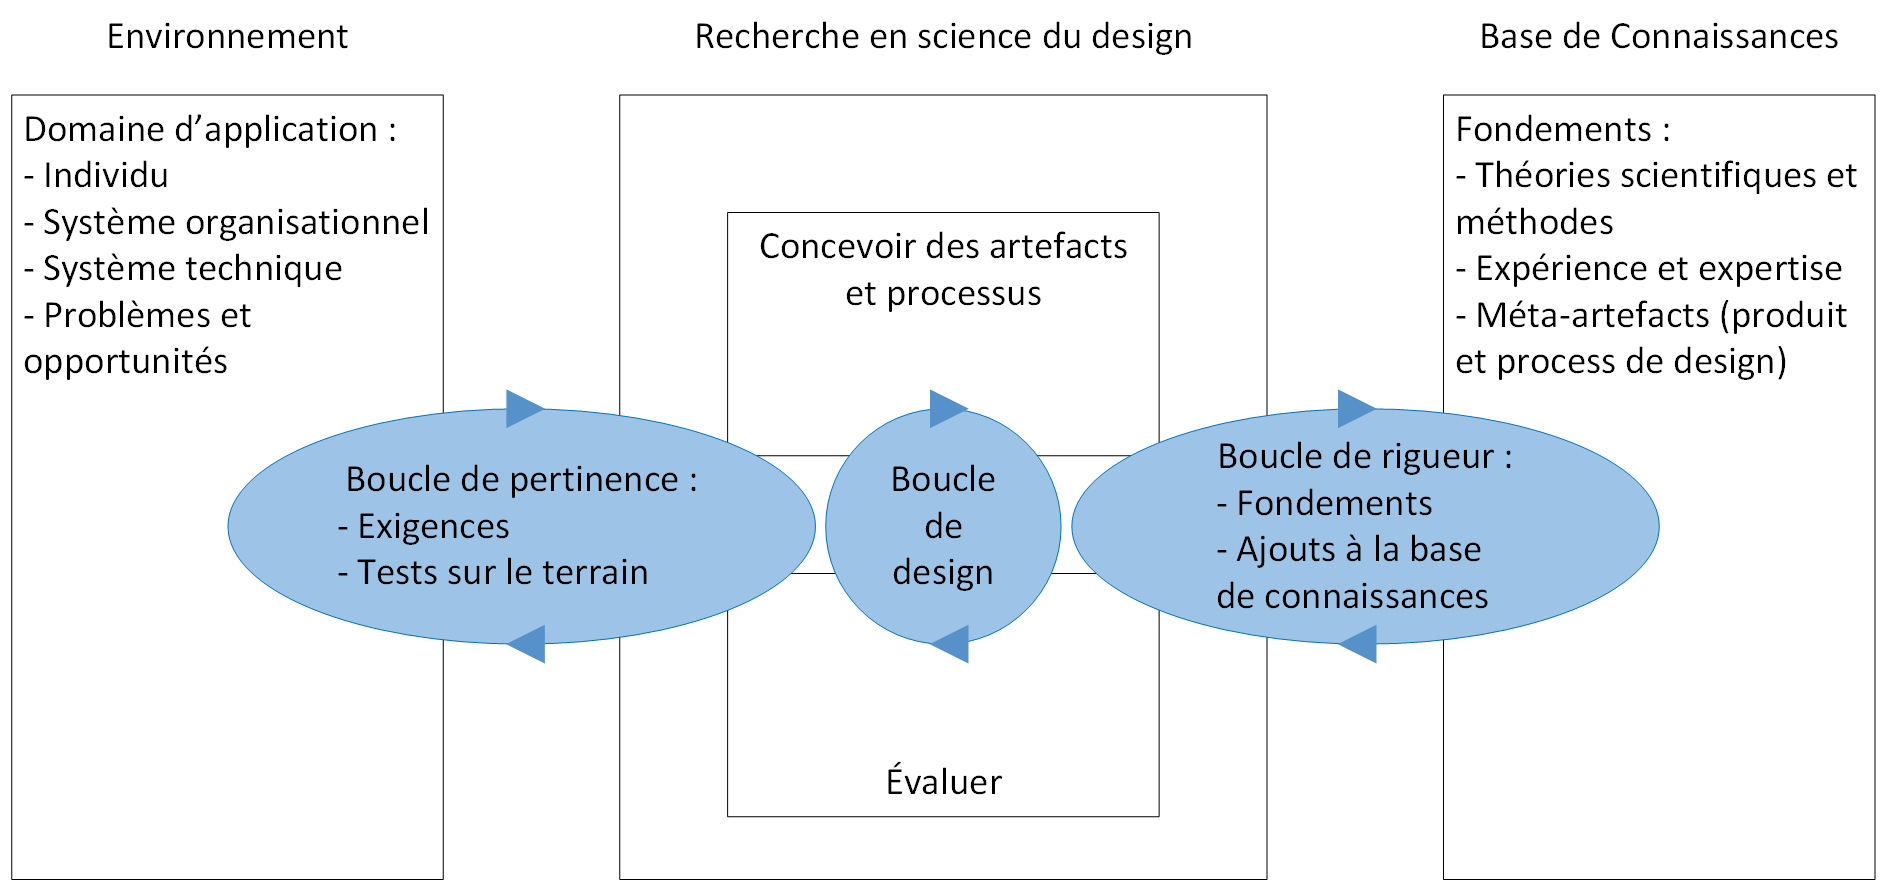 Environnement
Recherche en science du design
Base de Connaissances
Domaine d’application :
- Individu
- Système organisationnel
- Système technique
- Problèmes et
opportunités
Concevoir des artefacts
et processus
Fondements :
- Théories scientifiques et
méthodes
- Expérience et expertise
- Méta-artefacts (produit
et process de design)
Boucle de pertinence :
- Exigences
- Tests sur le terrain
Boucle
de
design
Boucle de rigueur :
- Fondements
- Ajouts à la base
de connaissances
Évaluer